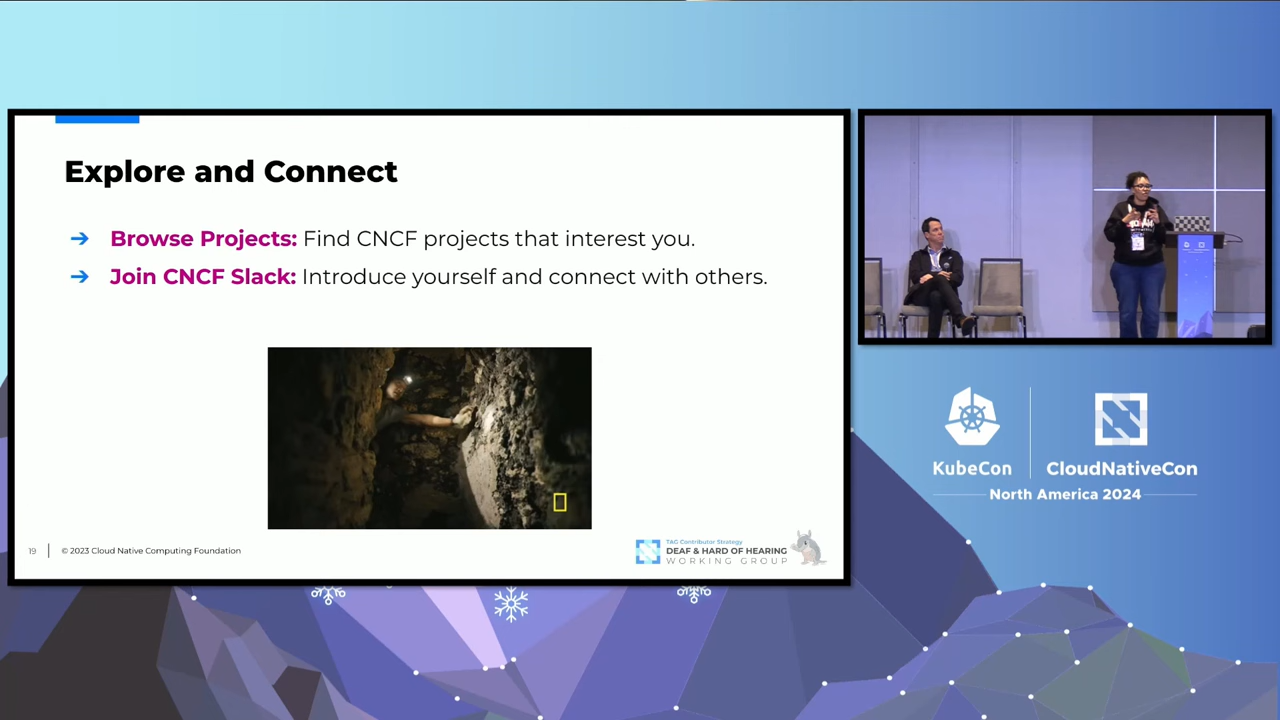 Explore and Connect
➔ Browse Projects: Find CNCF projects that interest you.
➔ Join CNCF Slack: Introduce yourself and connect with others.
19 | © 2023 Cloud Native Computing Foundation
TAG Contributor Strategy
DEAF & HARD OF HEARING
WORKING GROUP
KubeCon
CloudNativeCon
North America 2024